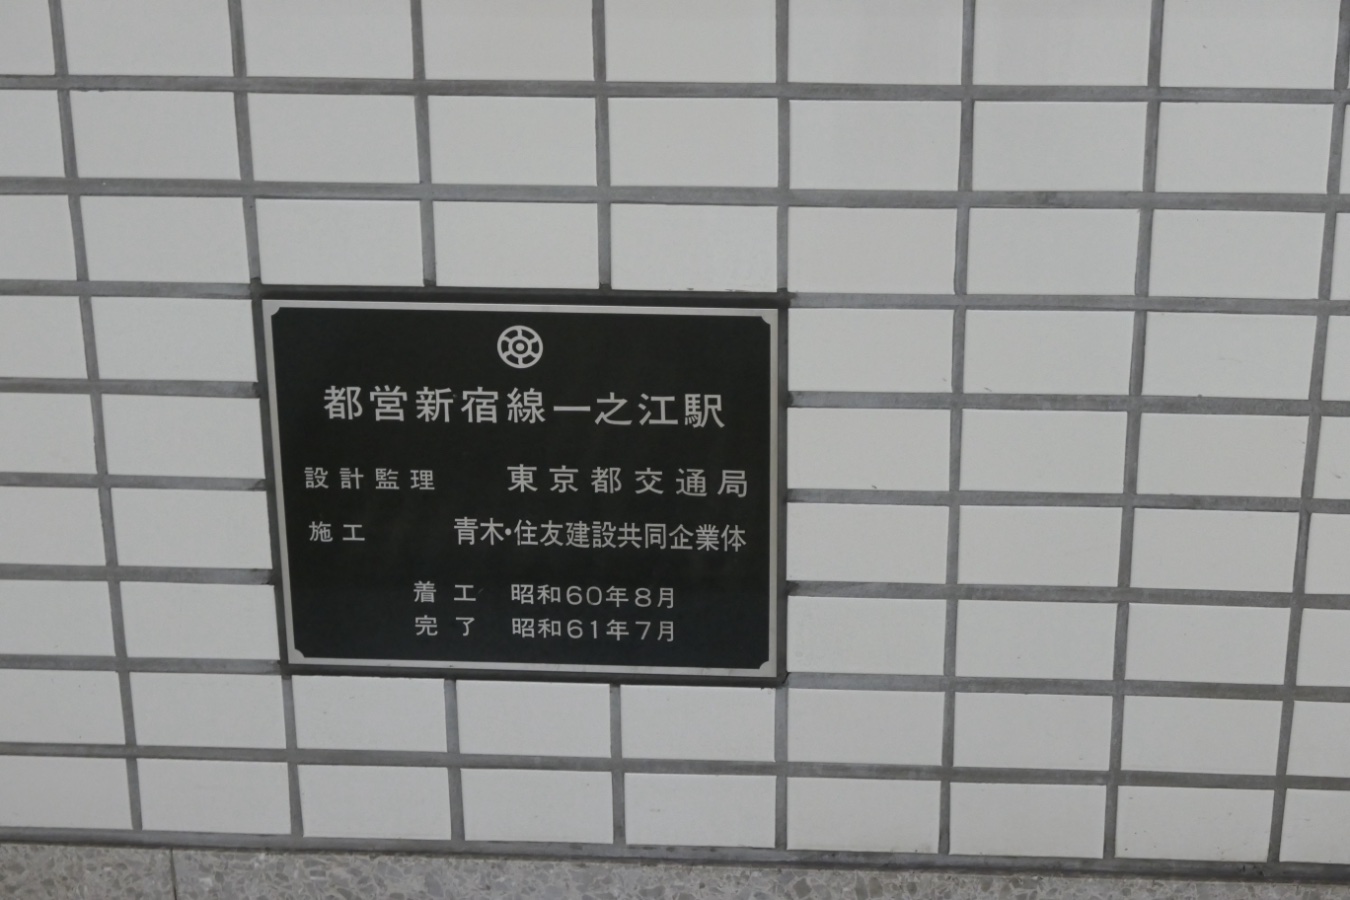 都営新宿線一之江駅
設計監理 東京都交通局
施工 青木・住友建設共同企業体
着工 昭和60年8月
完了 昭和61年7月